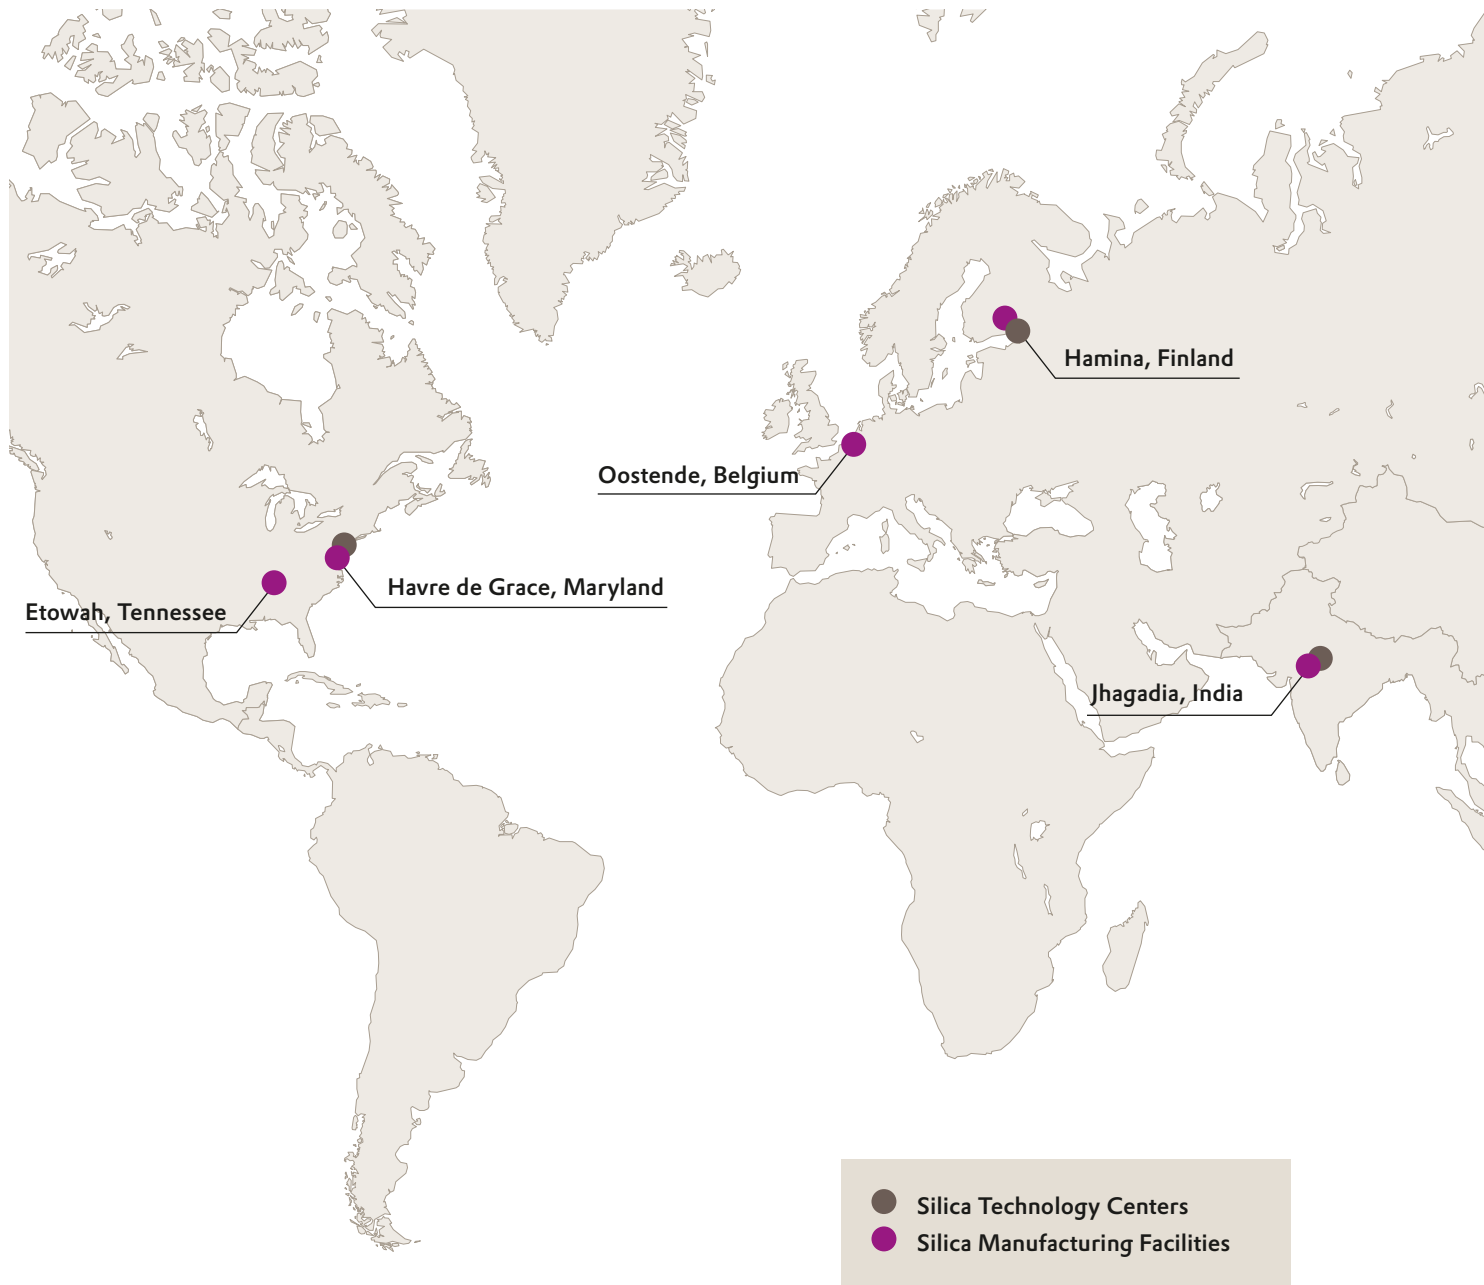 Hamina, Finland
Oostende, Belgium
Havre de Grace, Maryland
Etowah, Tennessee
Jhagadia, India
Silica Technology Centers
Silica Manufacturing Facilities